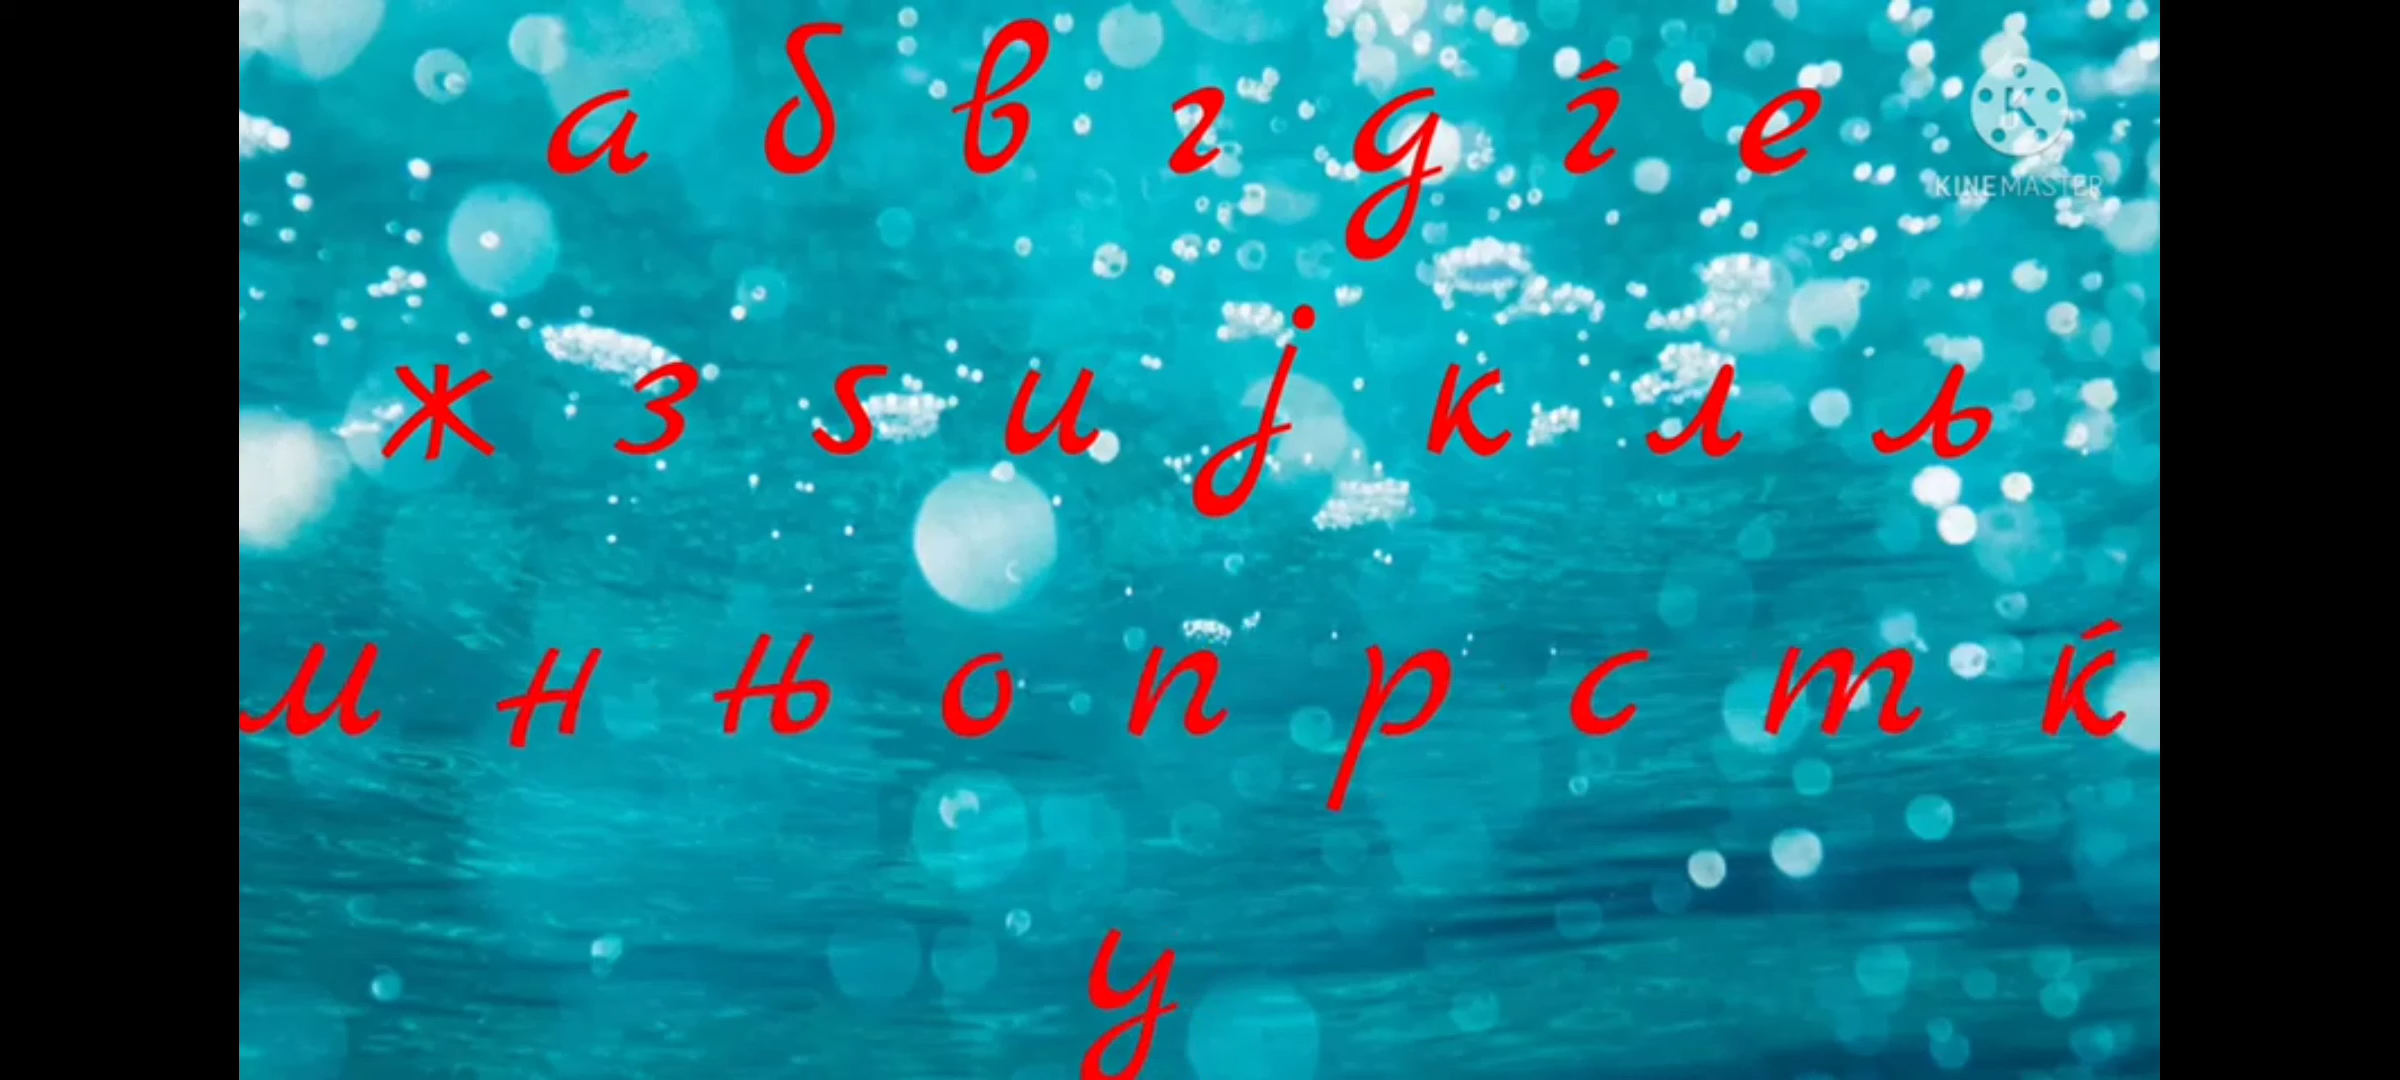 а б в г д ѓ е
KINEMASTER
ж з ѕ и ј к л љ
м н њ о п р с т ќ
у